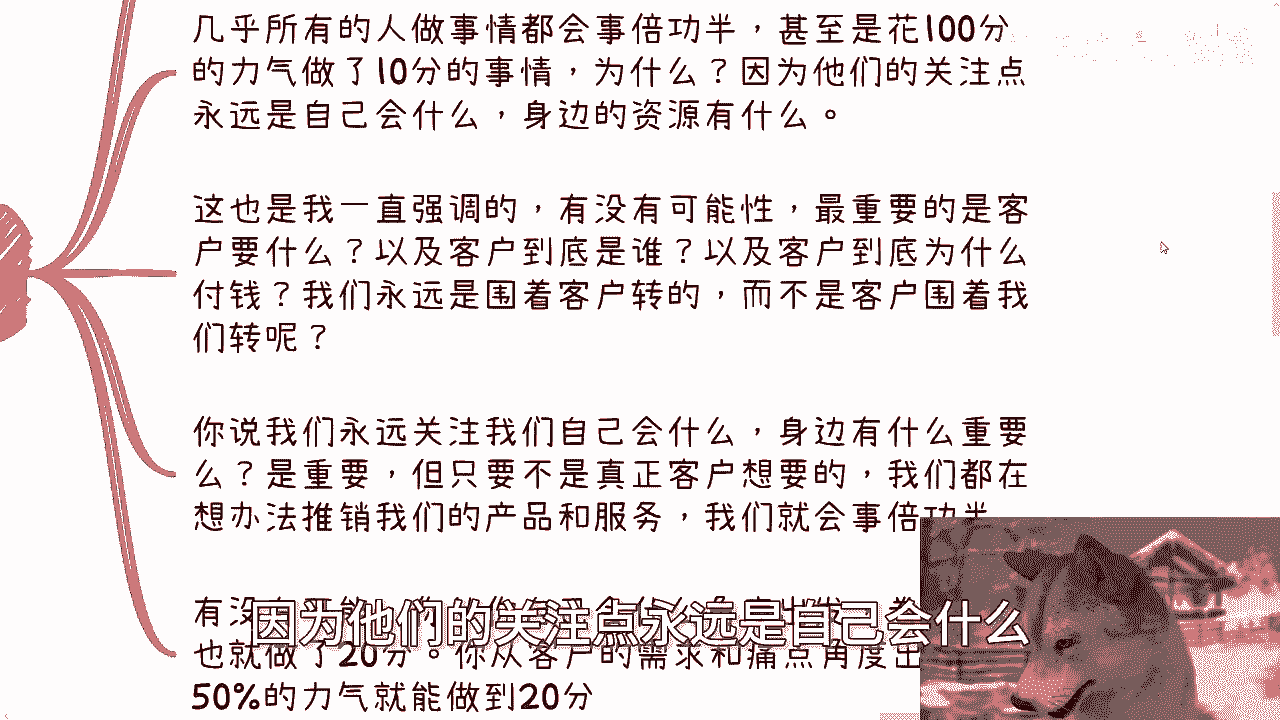 几乎所有的人做事情都会事倍功半，甚至是花100分
的力气做了10分的事情，为什么？因为他们的关注点
永远是自己会什么，身边的资源有什么。
这也是我一直强调的，有没有可能性，最重要的是客
户要什么？以及客户到底是谁？以及客户到底为什么
付钱？我们永远是围着客户转的，而不是客户围着我
们转呢？
你说我们永远关注我们自己会什么，身边有什么重要
么？是重要，但只要不是真正客户想要的，我们都在
想办法推销我们的产品和服务，我们就会事倍功半
有没
因为他们的关注点永远是自己会什么
也就做了20分。你从客户的需求和痛点角度出
50%的力气就能做到20分